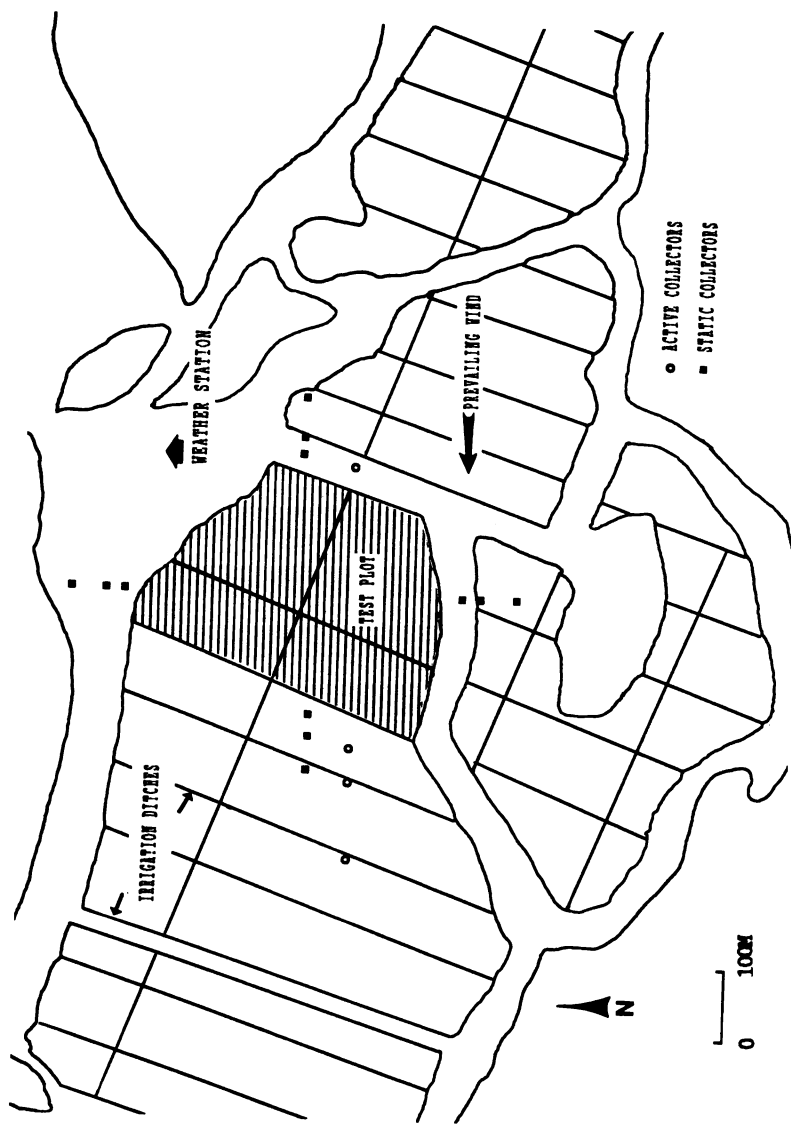 WEATHER STATION
PREVAILING WIND
TEST PLOT
IRRIGATION DITCHES
ACTIVE COLLECTORS
STATIC COLLECTORS
N
0 100M